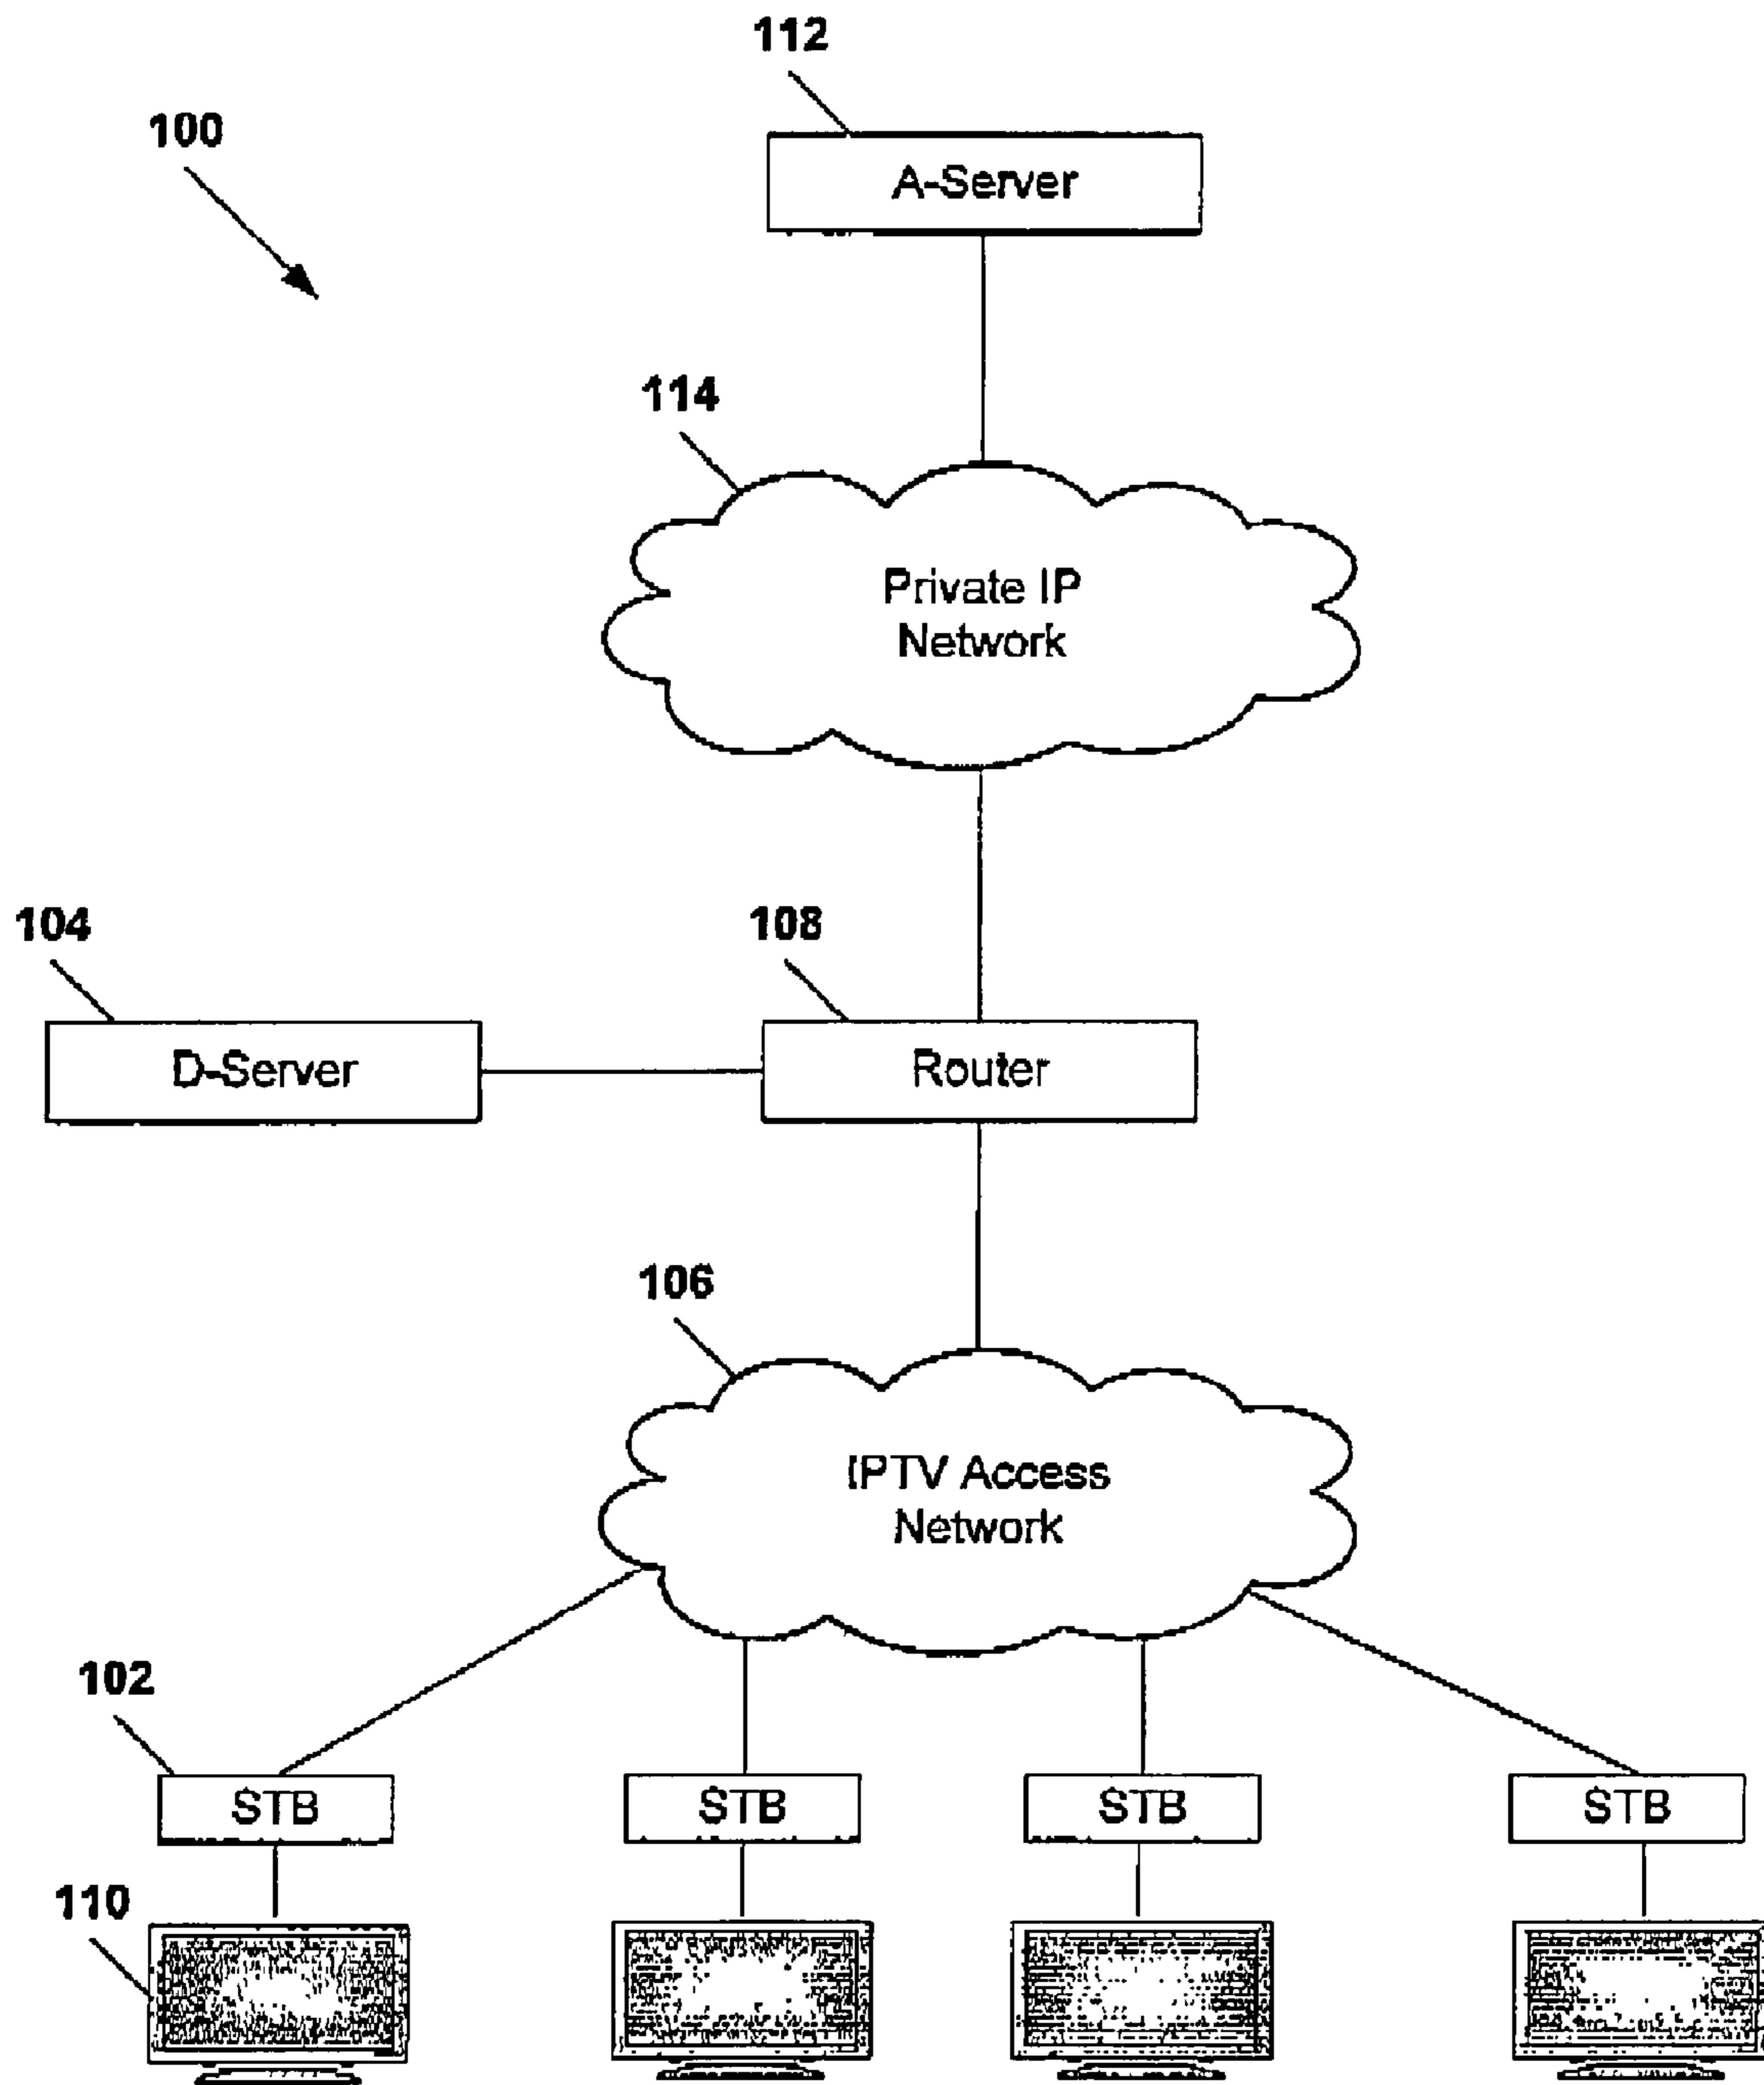 112
100
A-Server
114
Private IP
Network
104
108
D-Server
Router
106
IPTV Access
Network
102
STB
STB
STB
STB
110